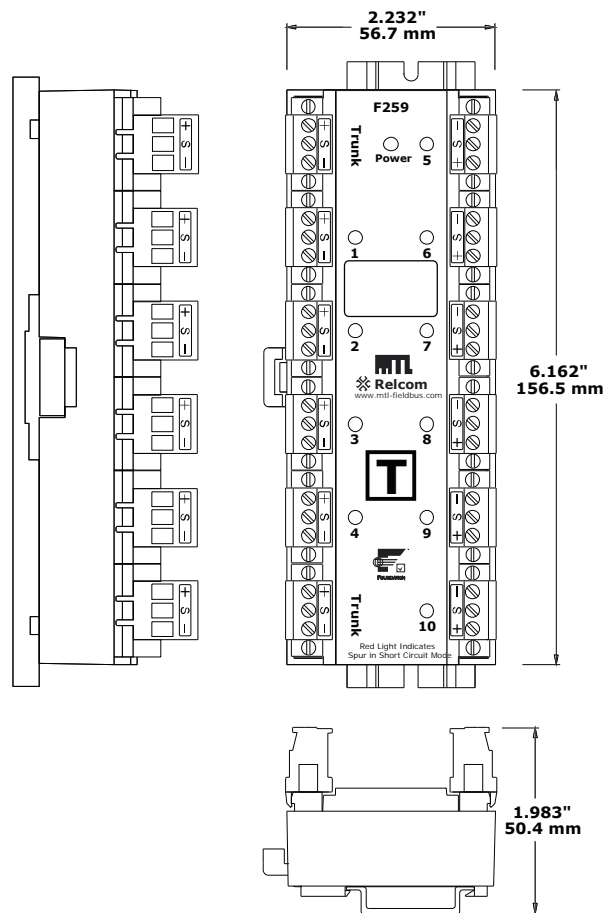 2.232"
56.7 mm
F259
Trunk
Power
5
1
6
2
7
MTL
Relcom
www.mtl-fieldbus.com
3
8
T
4
9
FOUNDATION
Trunk
10
Red Light Indicates
Spur in Short Circuit Mode
+ S −
+ S −
+ S −
+ S −
+ S −
+ S −
+ S −
+ S −
+ S −
+ S −
+ S −
+ S −
− S +
− S +
− S +
− S +
− S +
− S +
6.162"
156.5 mm
1.983"
50.4 mm